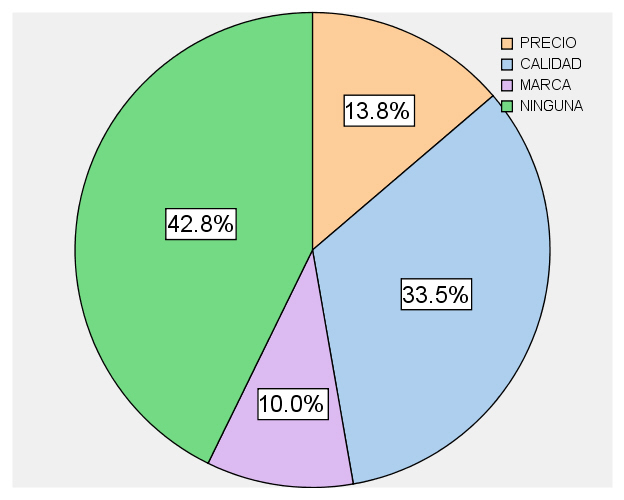 PRECIO
CALIDAD
MARCA
NINGUNA
13.8%
42.8%
33.5%
10.0%